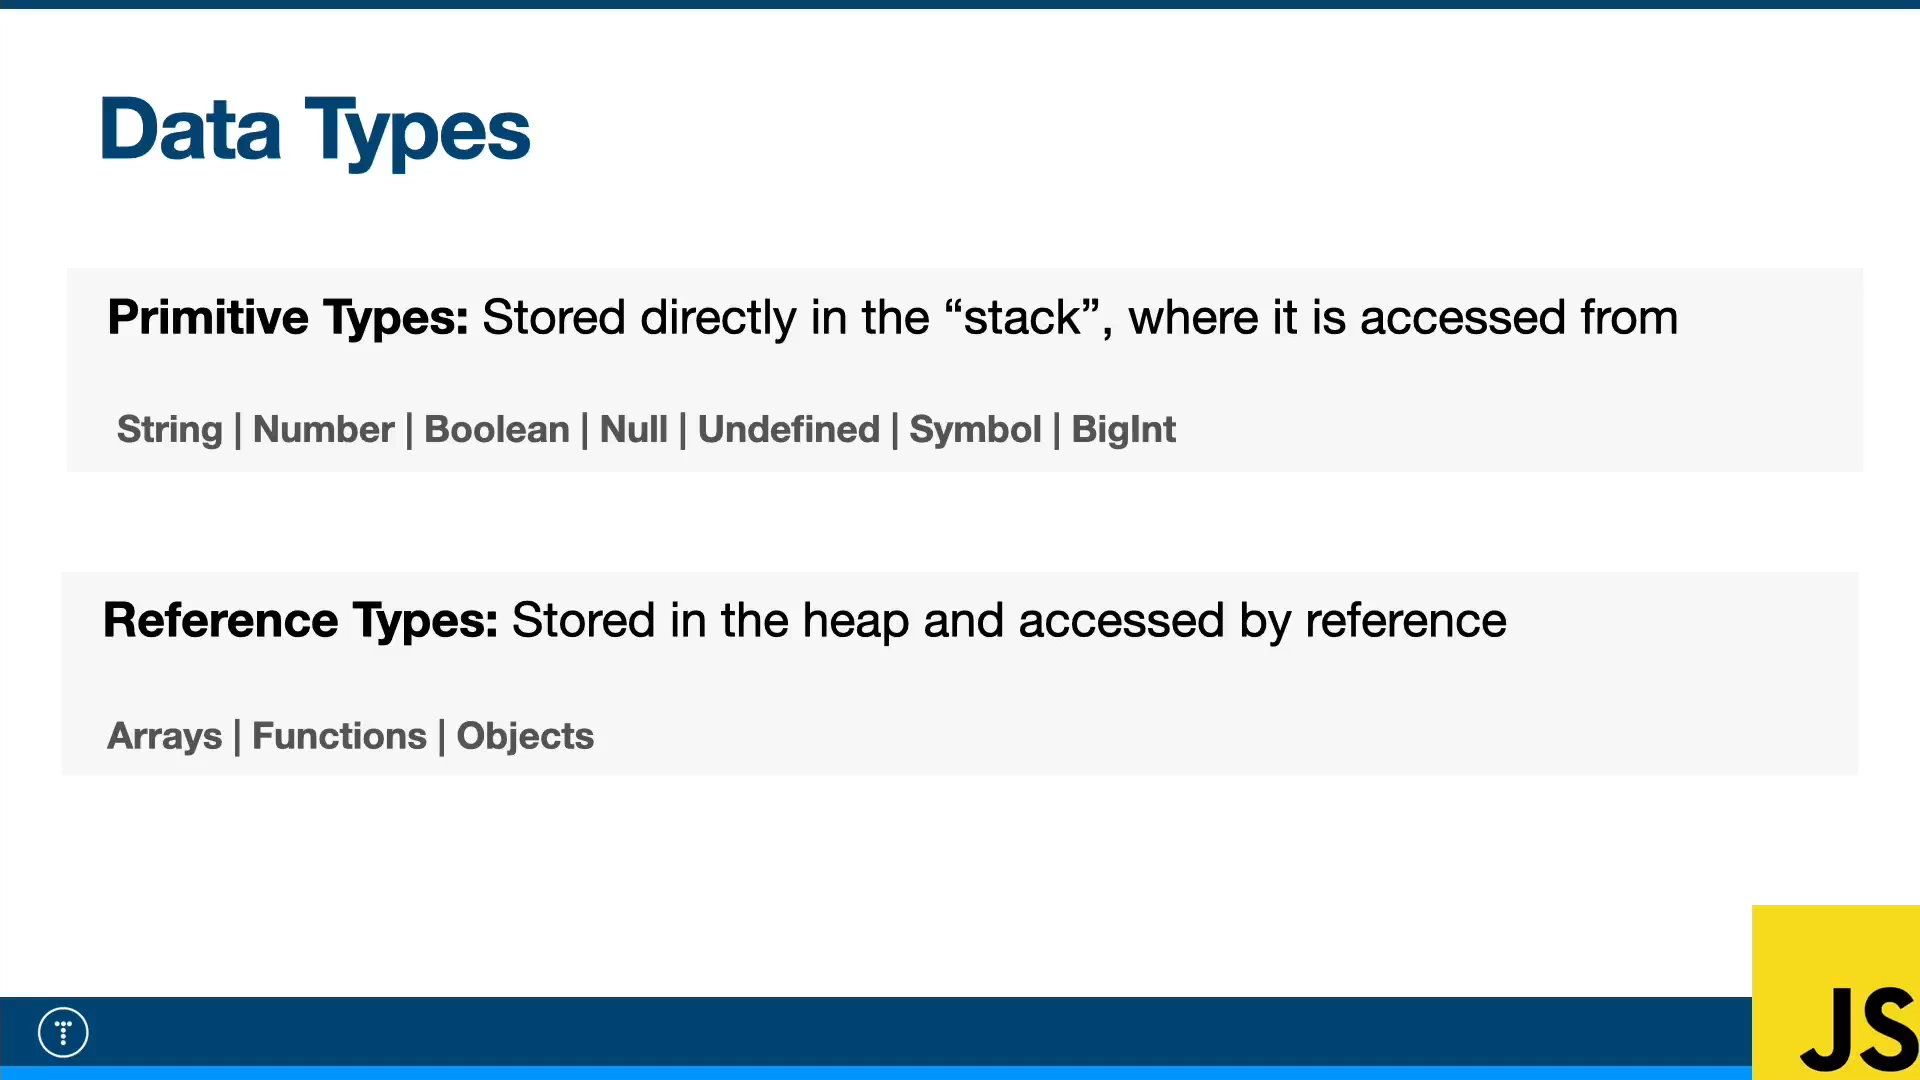 Data Types
Primitive Types: Stored directly in the “stack”, where it is accessed from
String | Number | Boolean | Null | Undefined | Symbol | BigInt
Reference Types: Stored in the heap and accessed by reference
Arrays | Functions | Objects
JS